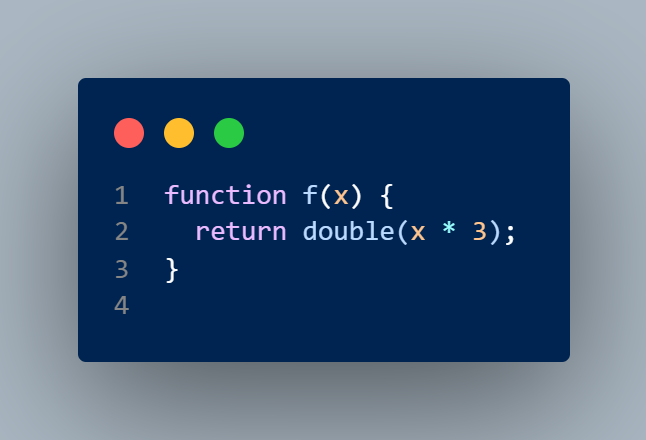 1 function f(x) {
2   return double(x * 3);
3 }
4